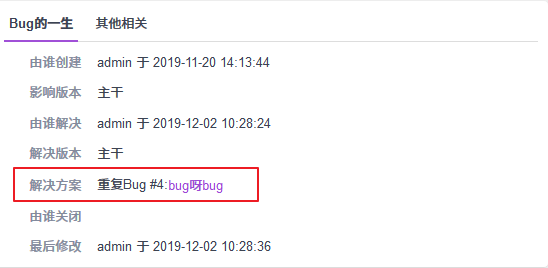 Bug的一生 其他相关
由谁创建 admin 于 2019-11-20 14:13:44
影响版本 主干
由谁解决 admin 于 2019-12-02 10:28:24
解决版本 主干
解决方案 重复Bug #4:bug呀bug
由谁关闭
最后修改 admin 于 2019-12-02 10:28:36